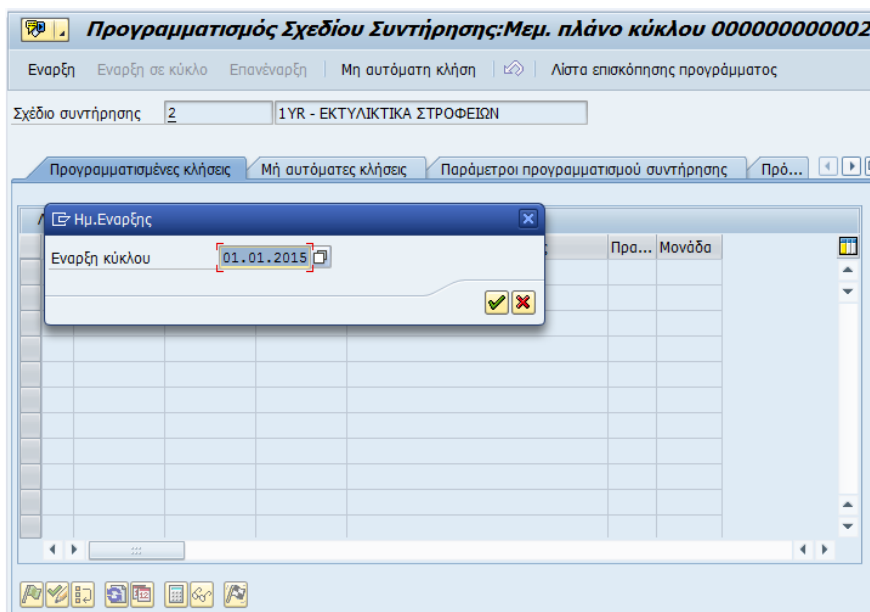 Προγραμματισμός Σχεδίου Συντήρησης:Μεμ. πλάνο κύκλου 000000000002
Εναρξη Εναρξη σε κύκλο Επανέναρξη Μη αυτόματη κλήση Λίστα επισκόπησης προγράμματος
Σχέδιο συντήρησης 2 1YR - ΕΚΤΥΛΙΚΤΙΚΑ ΣΤΡΟΦΕΙΩΝ
Προγραμματισμένες κλήσεις Μή αυτόματες κλήσεις Παράμετροι προγραμματισμού συντήρησης Πρό...
Ημ.Εναρξης
Πρα... Μονάδα
Εναρξη κύκλου 01.01.2015